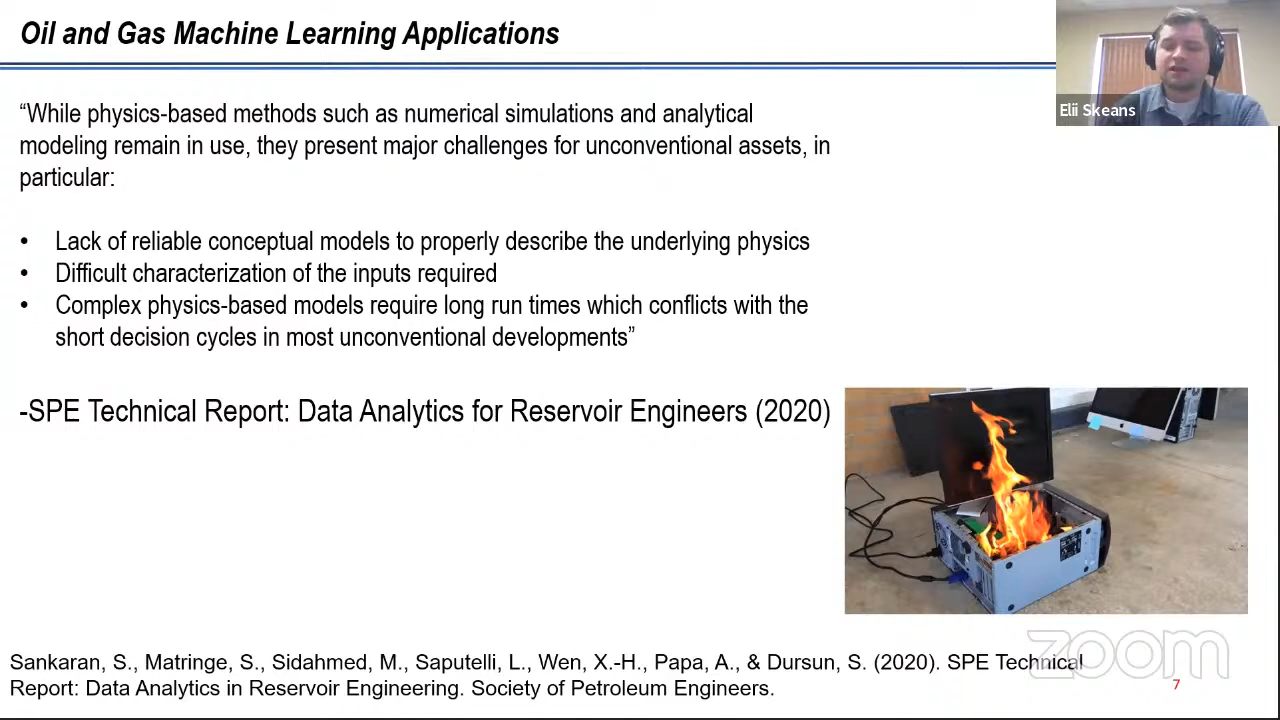 Oil and Gas Machine Learning Applications
Elii Skeans
“While physics-based methods such as numerical simulations and analytical
modeling remain in use, they present major challenges for unconventional assets, in
particular:
• Lack of reliable conceptual models to properly describe the underlying physics
• Difficult characterization of the inputs required
• Complex physics-based models require long run times which conflicts with the
short decision cycles in most unconventional developments”
-SPE Technical Report: Data Analytics for Reservoir Engineers (2020)
Sankaran, S., Matringe, S., Sidahmed, M., Saputelli, L., Wen, X.-H., Papa, A., & Dursun, S. (2020). SPE Technical
Report: Data Analytics in Reservoir Engineering. Society of Petroleum Engineers.
zoom
7